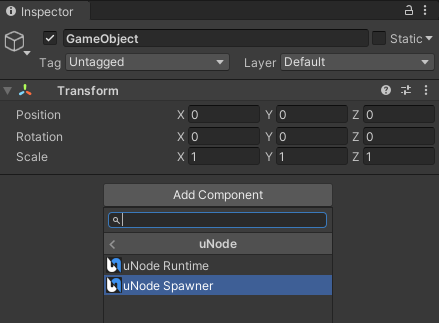 Inspector
GameObject Static
Tag Untagged Layer Default
Transform
Position X 0 Y 0 Z 0
Rotation X 0 Y 0 Z 0
Scale X 1 Y 1 Z 1
Add Component
uNode
uNode Runtime
uNode Spawner